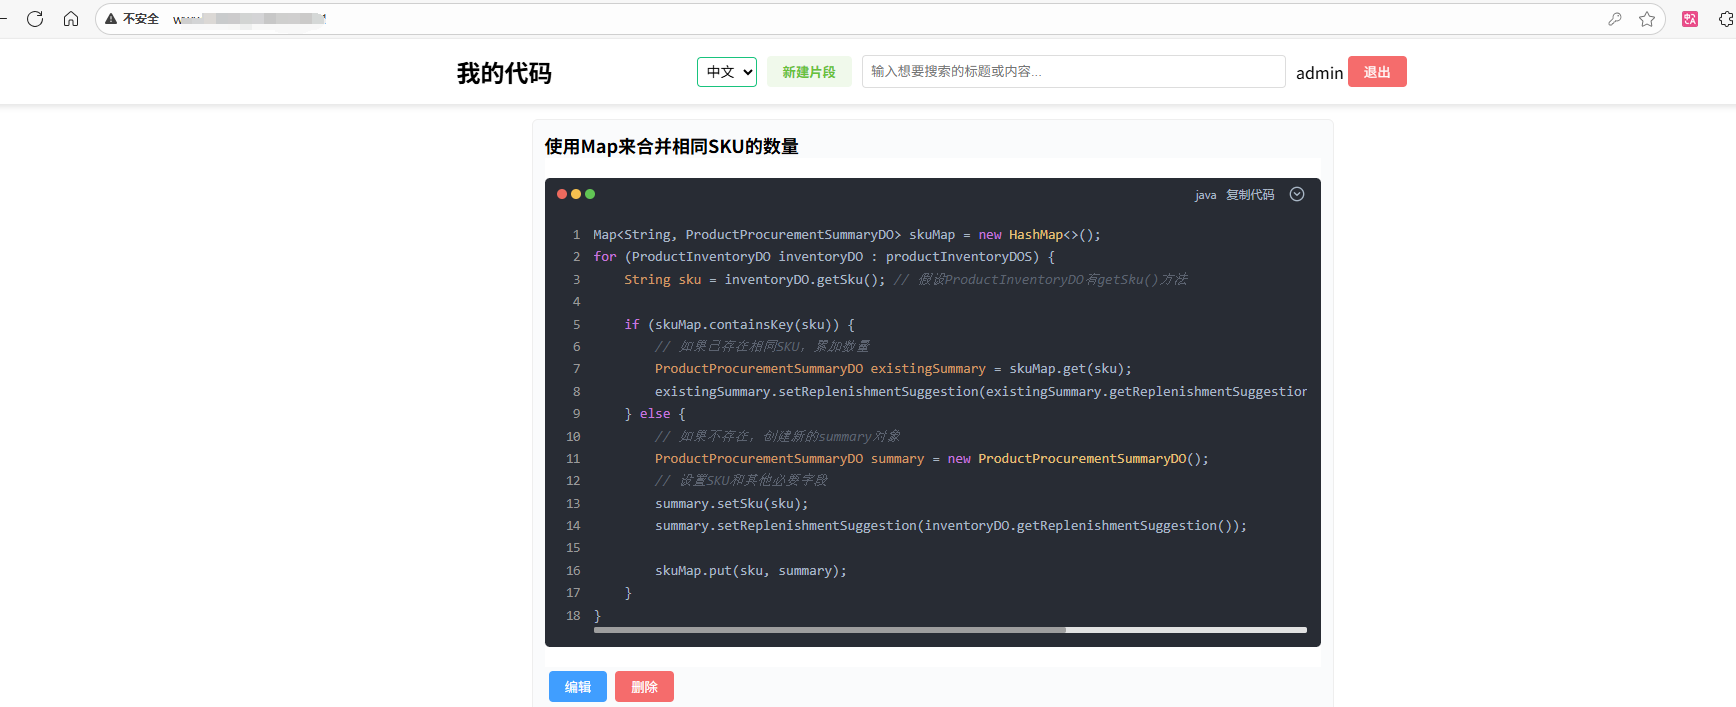 不安全
我的代码 中文 新建片段 输入想要搜索的标题或内容... admin 退出
使用Map来合并相同SKU的数量
java 复制代码
1 Map<String, ProductProcurementSummaryDO> skuMap = new HashMap<>();
2 for (ProductInventoryDO inventoryDO : productInventoryDOS) {
3 String sku = inventoryDO.getSku(); // 假设ProductInventoryDO有getSku()方法
4
5 if (skuMap.containsKey(sku)) {
6 // 如果已存在相同SKU，累加数量
7 ProductProcurementSummaryDO existingSummary = skuMap.get(sku);
8 existingSummary.setReplenishmentSuggestion(existingSummary.getReplenishmentSuggestion
9 } else {
10 // 如果不存在，创建新的summary对象
11 ProductProcurementSummaryDO summary = new ProductProcurementSummaryDO();
12 // 设置SKU和其他必要字段
13 summary.setSku(sku);
14 summary.setReplenishmentSuggestion(inventoryDO.getReplenishmentSuggestion());
15
16 skuMap.put(sku, summary);
17 }
18 }
编辑 删除